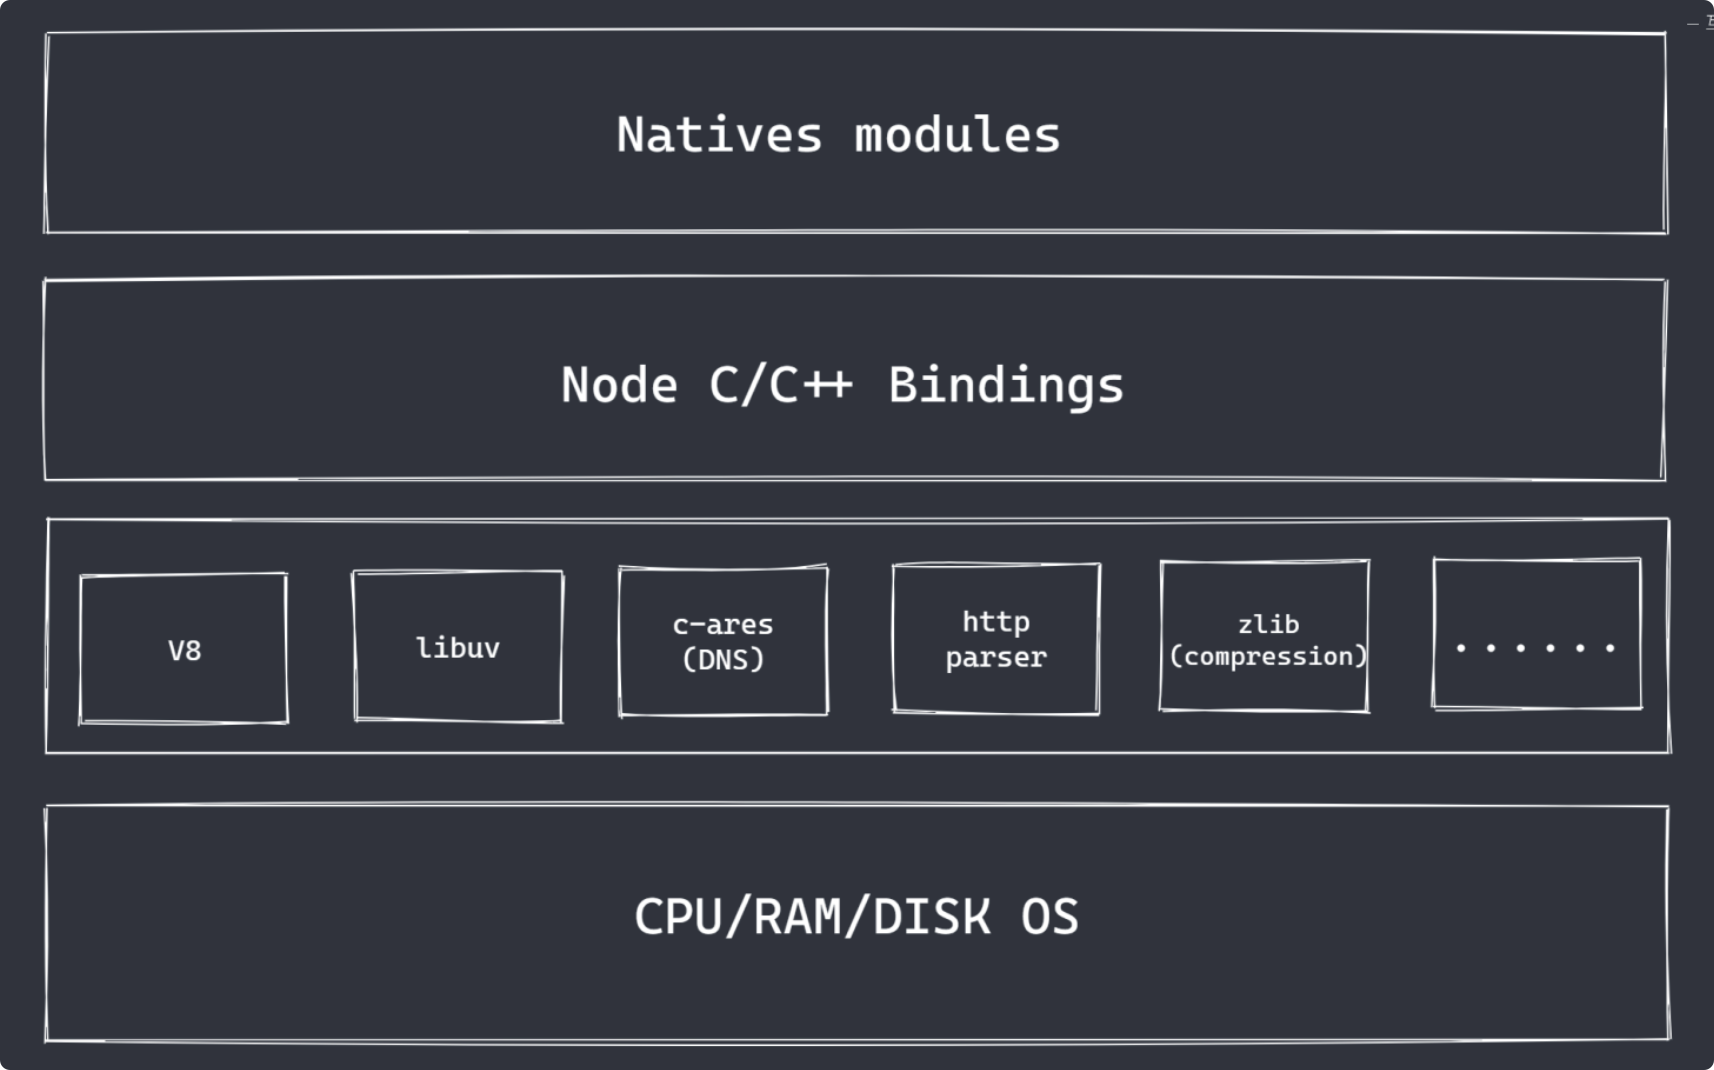 Natives modules
Node C/C++ Bindings
V8
libuv
c-ares
(DNS)
http
parser
zlib
(compression)
......
CPU/RAM/DISK OS